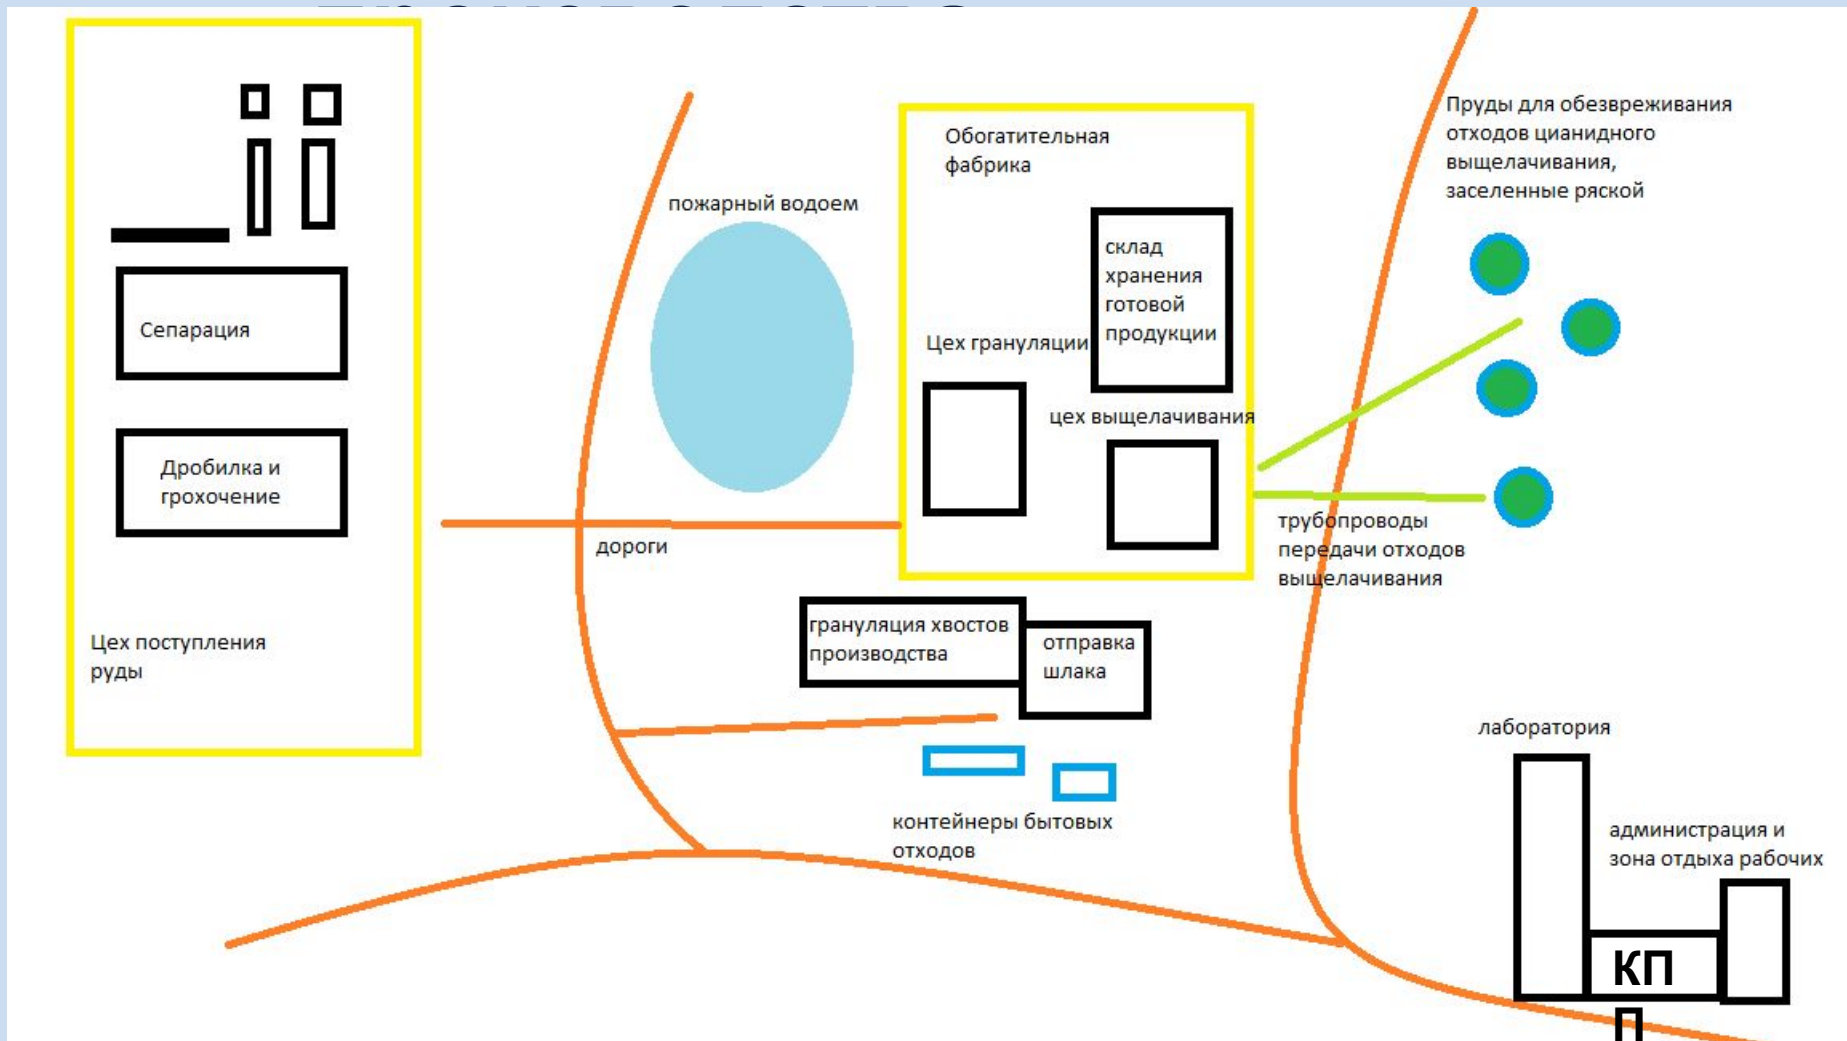 Пруды для обезвреживания
отходов цианидного
выщелачивания,
заселенные ряской
Обогатительная
фабрика
пожарный водоем
склад
хранения
готовой
продукции
Сепарация
Цех грануляции
цех выщелачивания
Дробилка и
грохочение
трубопроводы
передачи отходов
выщелачивания
дороги
Цех поступления
руды
грануляция хвостов
производства
отправка
шлака
лаборатория
контейнеры бытовых
отходов
администрация и
зона отдыха рабочих
КП
П